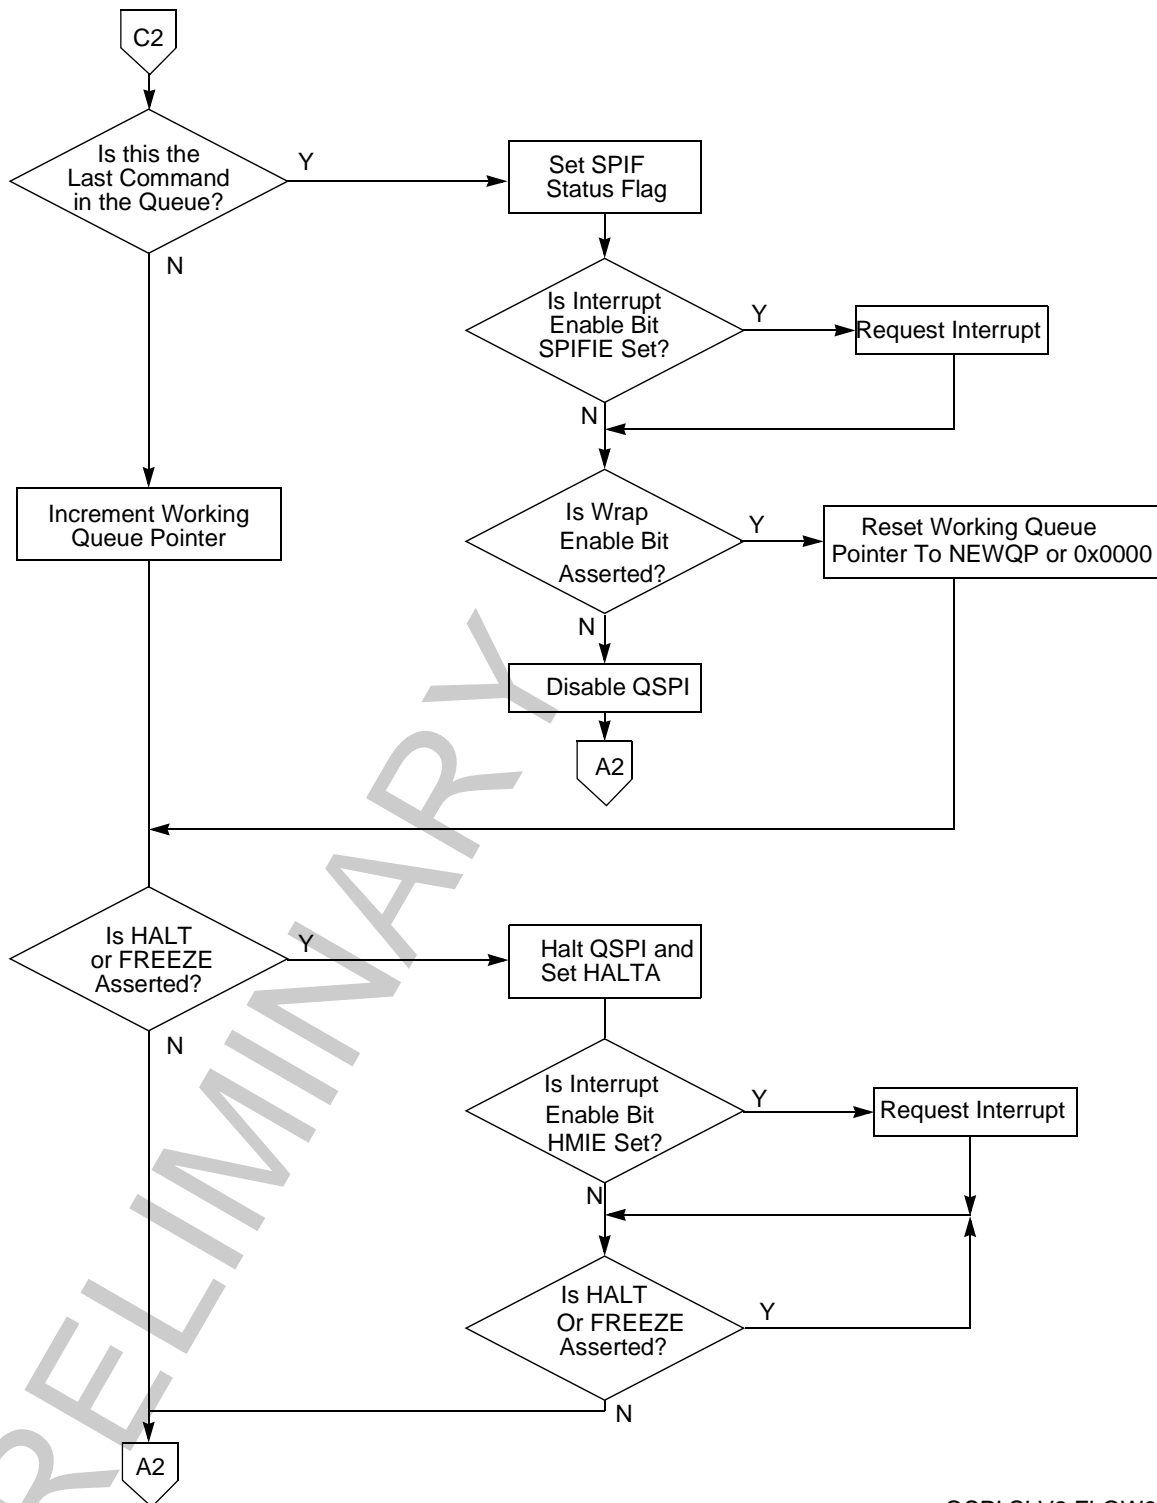 C2
Is this the
Last Command
in the Queue?
Y
N
Set SPIF
Status Flag
Is Interrupt
Enable Bit
SPIFIE Set?
Y
N
Request Interrupt
Increment Working
Queue Pointer
Is Wrap
Enable Bit
Asserted?
Y
N
Reset Working Queue
Pointer To NEWQP or 0x0000
Disable QSPI
A2
Is HALT
or FREEZE
Asserted?
Y
N
Halt QSPI and
Set HALTA
Is Interrupt
Enable Bit
HMIE Set?
Y
N
Request Interrupt
Is HALT
Or FREEZE
Asserted?
Y
N
A2
RELIMINARY